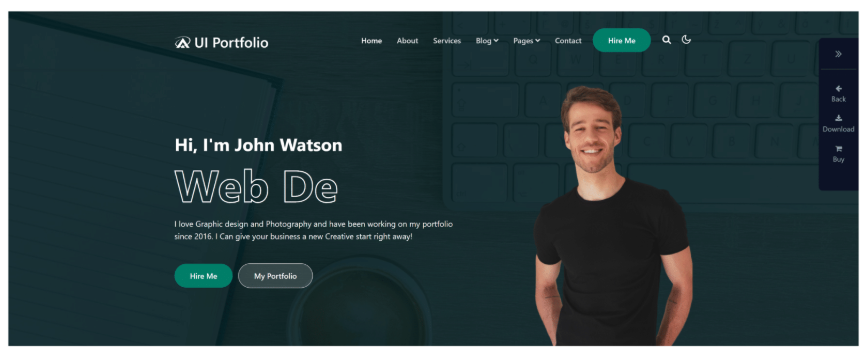 UI Portfolio
Home About Services Blog Pages Contact Hire Me
Back
Download
Buy
Hi, I'm John Watson
Web De
I love Graphic design and Photography and have been working on my portfolio
since 2016. I Can give your business a new Creative start right away!
Hire Me My Portfolio